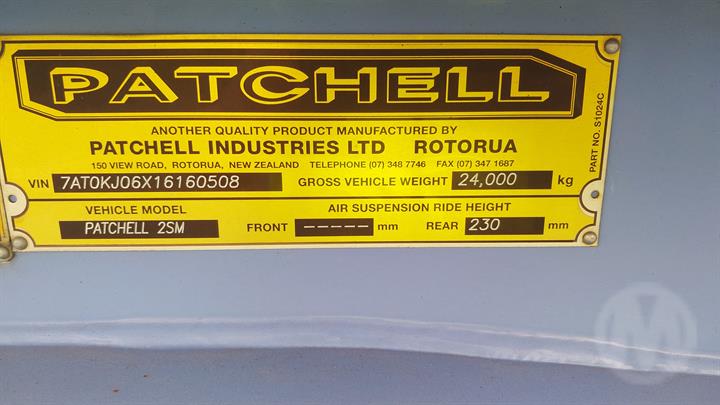 PATCHELL
ANOTHER QUALITY PRODUCT MANUFACTURED BY
PATCHELL INDUSTRIES LTD ROTORUA
150 VIEW ROAD, ROTORUA, NEW ZEALAND TELEPHONE (07) 348 7746 FAX (07) 347 1687
VIN 7AT0KJ06X16160508 GROSS VEHICLE WEIGHT 24,000 kg
VEHICLE MODEL AIR SUSPENSION RIDE HEIGHT
PATCHELL 2SM FRONT ----- mm REAR 230 mm
PART NO. S1024C
M